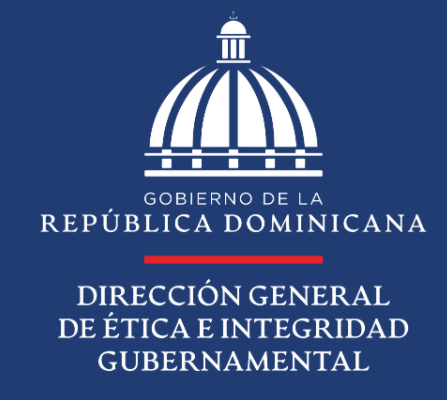 GOBIERNO DE LA
REPÚBLICA DOMINICANA
DIRECCIÓN GENERAL
DE ÉTICA E INTEGRIDAD
GUBERNAMENTAL